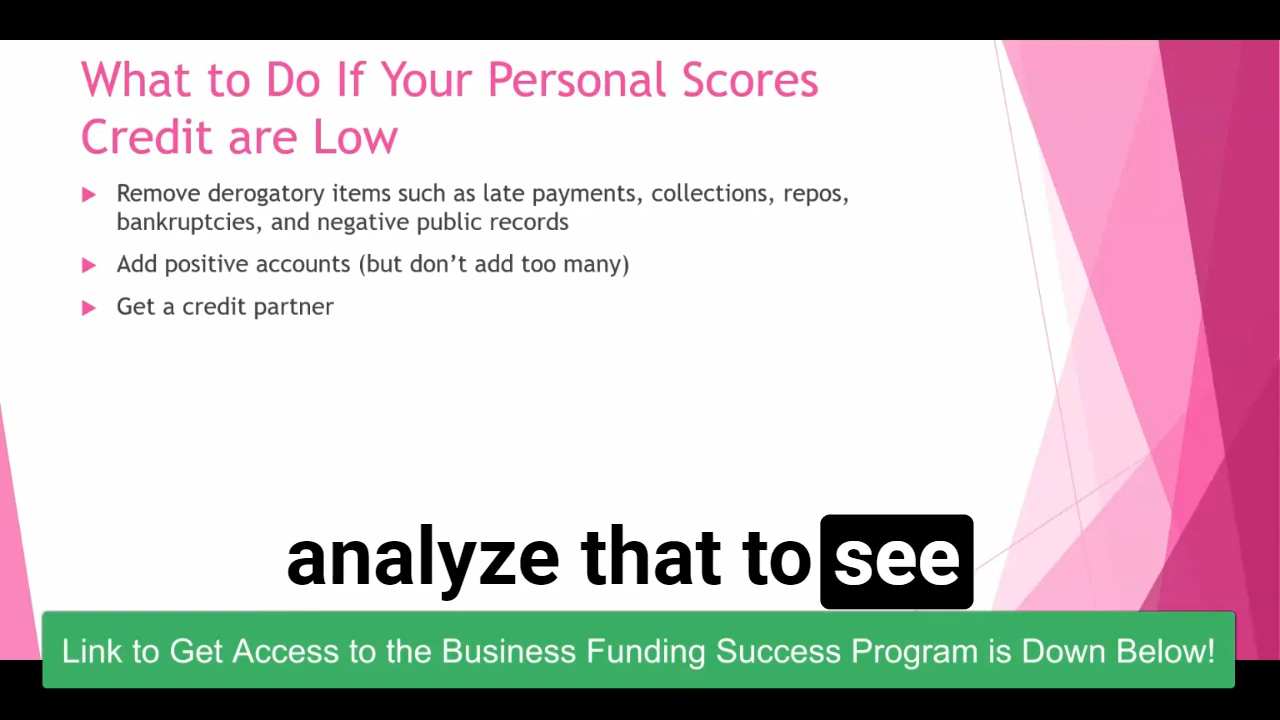 What to Do If Your Personal Scores
Credit are Low
Remove derogatory items such as late payments, collections, repos,
bankruptcies, and negative public records
Add positive accounts (but don’t add too many)
Get a credit partner
analyze that to see
Link to Get Access to the Business Funding Success Program is Down Below!